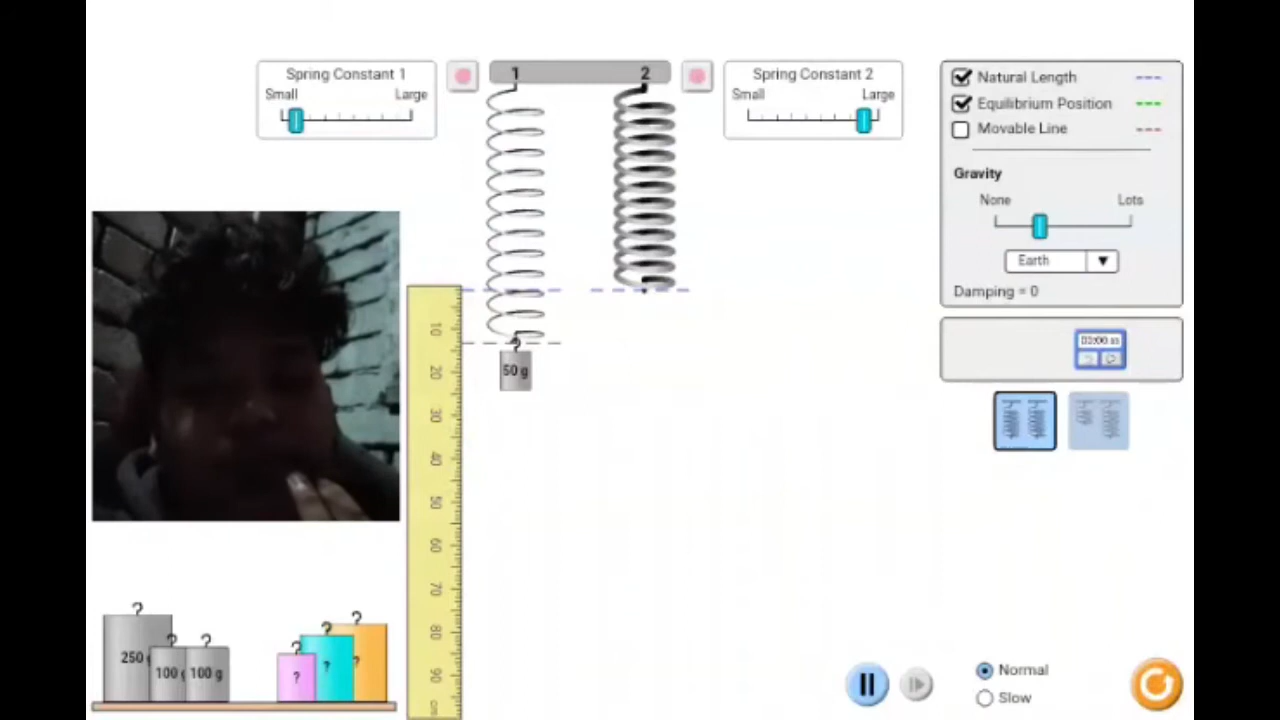 Spring Constant 1
Small Large
1 2
Spring Constant 2
Small Large
Natural Length
Equilibrium Position
Movable Line
Gravity
None Lots
Earth
Damping = 0
50 g
10
20
30
40
50
60
70
80
90
cm
250
100
100 g
?
?
?
Normal
Slow